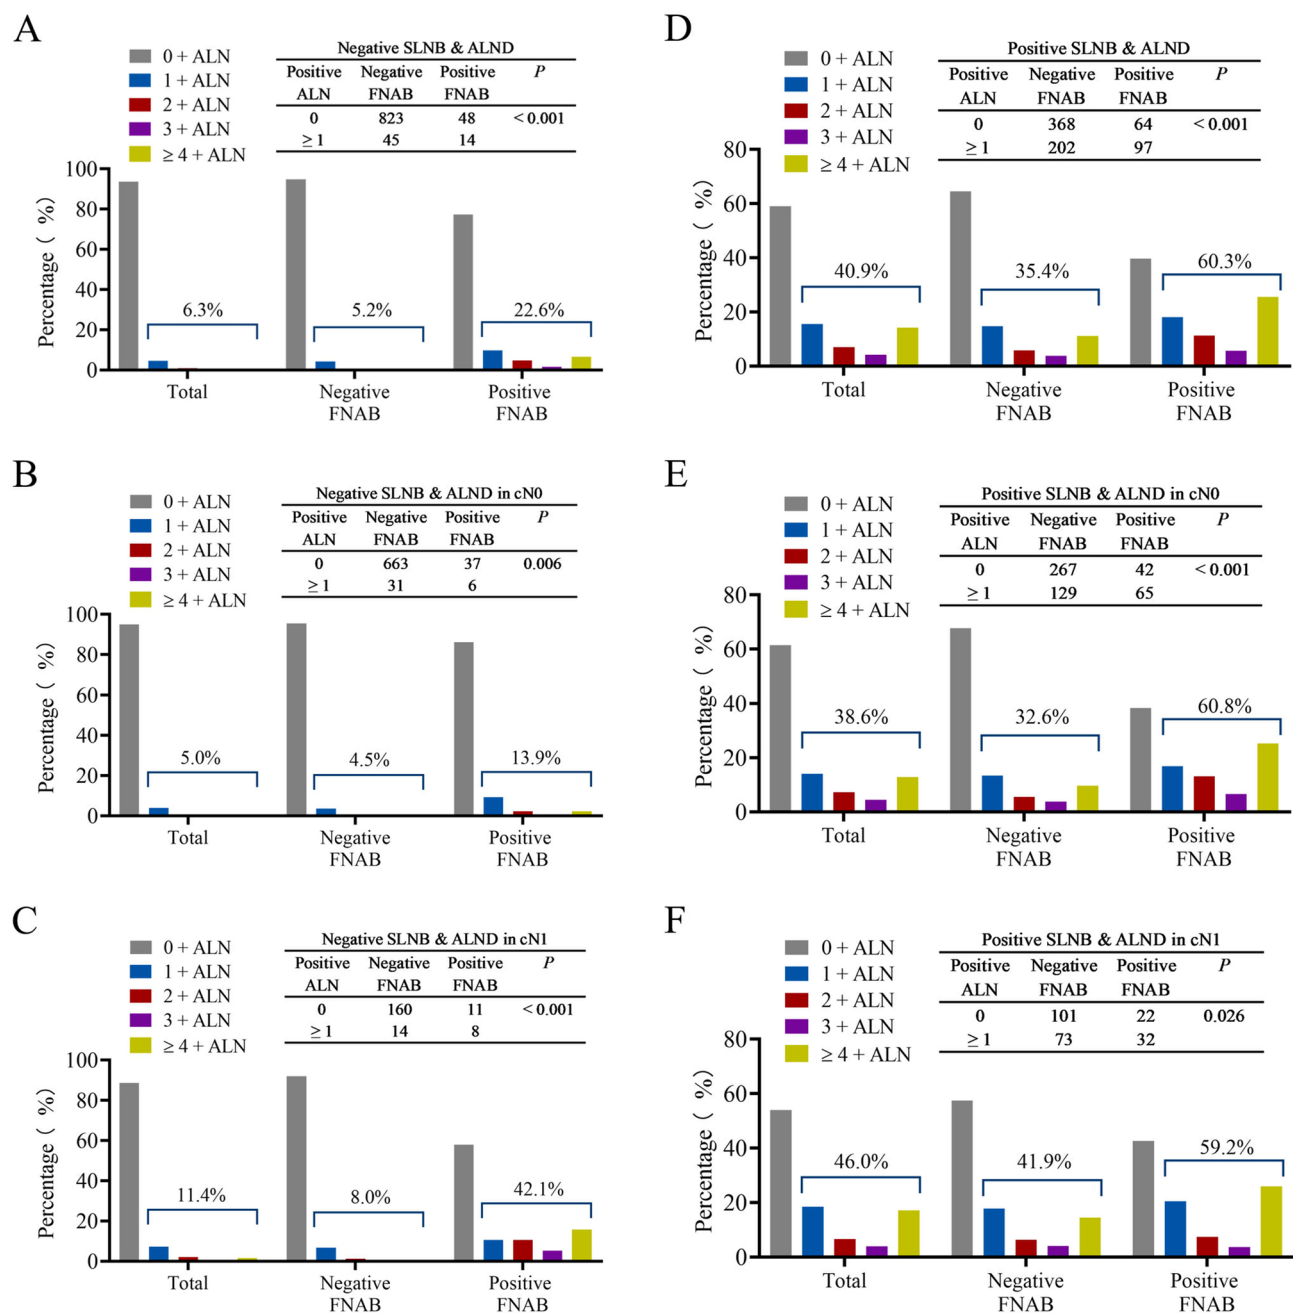 A
0 + ALN
1 + ALN
2 + ALN
3 + ALN
≥ 4 + ALN
Negative SLNB & ALND
Positive Negative Positive P
ALN FNAB FNAB
0 823 48 < 0.001
≥ 1 45 14
Percentage ( %)
100
80
60
40
20
0
6.3%
5.2%
22.6%
Total
Negative
FNAB
Positive
FNAB
B
0 + ALN
1 + ALN
2 + ALN
3 + ALN
≥ 4 + ALN
Negative SLNB & ALND in cN0
Positive Negative Positive P
ALN FNAB FNAB
0 663 37 0.006
≥ 1 31 6
Percentage ( %)
100
80
60
40
20
0
5.0%
4.5%
13.9%
Total
Negative
FNAB
Positive
FNAB
C
0 + ALN
1 + ALN
2 + ALN
3 + ALN
≥ 4 + ALN
Negative SLNB & ALND in cN1
Positive Negative Positive P
ALN FNAB FNAB
0 160 11 < 0.001
≥ 1 14 8
Percentage ( %)
100
80
60
40
20
0
11.4%
8.0%
42.1%
Total
Negative
FNAB
Positive
FNAB
D
0 + ALN
1 + ALN
2 + ALN
3 + ALN
≥ 4 + ALN
Positive SLNB & ALND
Positive Negative Positive P
ALN FNAB FNAB
0 368 64 < 0.001
≥ 1 202 97
Percentage ( %)
80
60
40
20
0
40.9%
35.4%
60.3%
Total
Negative
FNAB
Positive
FNAB
E
0 + ALN
1 + ALN
2 + ALN
3 + ALN
≥ 4 + ALN
Positive SLNB & ALND in cN0
Positive Negative Positive P
ALN FNAB FNAB
0 267 42 < 0.001
≥ 1 129 65
Percentage ( %)
80
60
40
20
0
38.6%
32.6%
60.8%
Total
Negative
FNAB
Positive
FNAB
F
0 + ALN
1 + ALN
2 + ALN
3 + ALN
≥ 4 + ALN
Positive SLNB & ALND in cN1
Positive Negative Positive P
ALN FNAB FNAB
0 101 22 0.026
≥ 1 73 32
Percentage ( %)
80
60
40
20
0
46.0%
41.9%
59.2%
Total
Negative
FNAB
Positive
FNAB